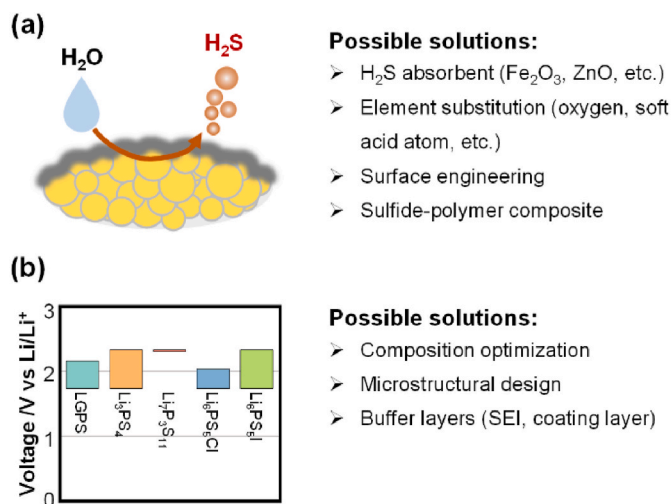 (a)
H₂O
H₂S
Possible solutions:
➢ H₂S absorbent (Fe₂O₃, ZnO, etc.)
➢ Element substitution (oxygen, soft
acid atom, etc.)
➢ Surface engineering
➢ Sulfide-polymer composite
(b)
Voltage /V vs Li/Li⁺
3
2
1
0
LGPS
Li₃PS₄
Li₇P₃S₁₁
Li₆PS₅Cl
Li₆PS₅I
Possible solutions:
➢ Composition optimization
➢ Microstructural design
➢ Buffer layers (SEI, coating layer)